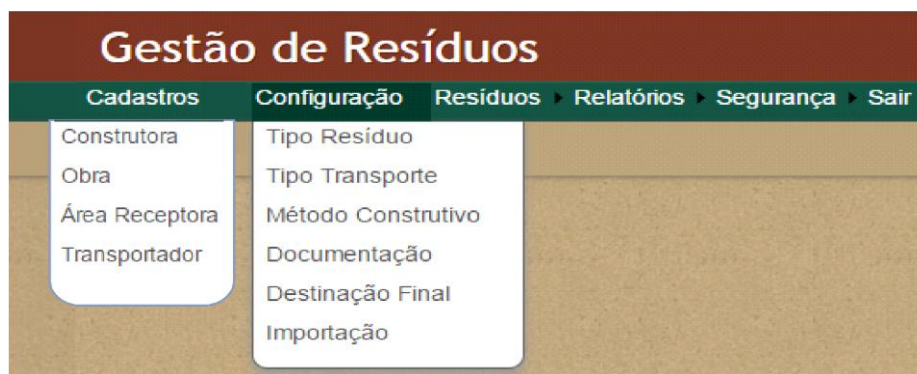 Gestão de Resíduos
Cadastros Configuração Resíduos Relatórios Segurança Sair
Construtora
Obra
Área Receptora
Transportador
Tipo Resíduo
Tipo Transporte
Método Construtivo
Documentação
Destinação Final
Importação